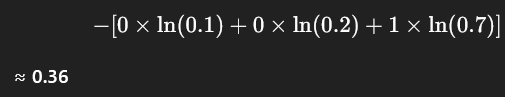 −[0 × ln(0.1) + 0 × ln(0.2) + 1 × ln(0.7)]
≈ 0.36